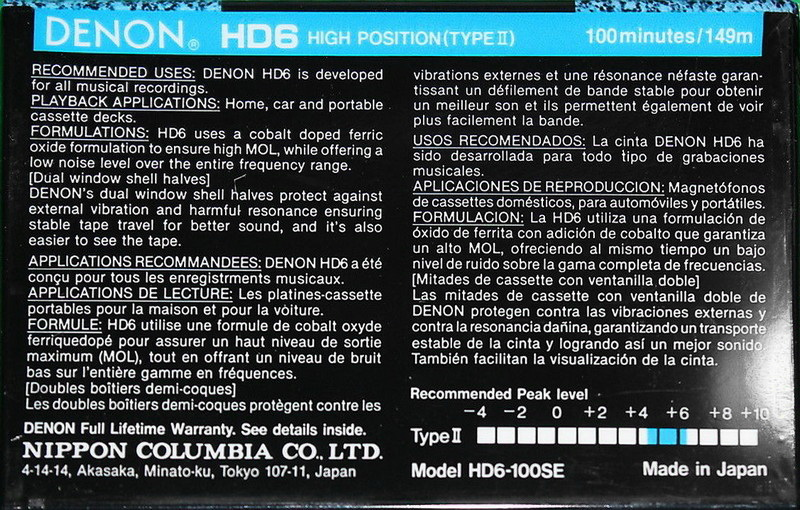 DENON® HD6 HIGH POSITION (TYPE II) 100minutes/149m
RECOMMENDED USES: DENON HD6 is developed
for all musical recordings.
PLAYBACK APPLICATIONS: Home, car and portable
cassette decks.
FORMULATIONS: HD6 uses a cobalt doped ferric
oxide formulation to ensure high MOL, while offering a
low noise level over the entire frequency range.
[Dual window shell halves]
DENON's dual window shell halves protect against
external vibration and harmful resonance ensuring
stable tape travel for better sound, and it's also
easier to see the tape.
APPLICATIONS RECOMMANDEES: DENON HD6 a été
conçu pour tous les enregistrments musicaux.
APPLICATIONS DE LECTURE: Les platines-cassette
portables pour la maison et pour la vòiture.
FORMULE: HD6 utilise une formule de cobalt oxyde
ferriquedopé pour assurer un haut niveau de sortie
maximum (MOL), tout en offrant un niveau de bruit
bas sur l'entière gamme en fréquences.
[Doubles boîtiers demi-coques]
Les doubles boîtiers demi-coques protègent contre les
vibrations externes et une résonance néfaste garan-
tissant un défilement de bande stable pour obtenir
un meilleur son et ils permettent également de voir
plus facilement la bande.
USOS RECOMENDADOS: La cinta DENON HD6 ha
sido desarrollada para todo tipo de grabaciones
musicales.
APLICACIONES DE REPRODUCCION: Magnetófonos
de cassettes domésticos, para automóviles y portátiles.
FORMULACION: La HD6 utiliza una formulación de
óxido de ferrita con adición de cobalto que garantiza
un alto MOL, ofreciendo al mismo tiempo un bajo
nivel de ruido sobre la gama completa de frecuencias.
[Mitades de cassette con ventanilla doble]
Las mitades de cassette con ventanilla doble de
DENON protegen contra las vibraciones externas y
contra la resonancia dañina, garantizando un transporte
estable de la cinta y logrando así un mejor sonido.
También facilitan la visualización de la cinta.
DENON Full Lifetime Warranty. See details inside.
NIPPON COLUMBIA CO., LTD.
4-14-14, Akasaka, Minato-ku, Tokyo 107-11, Japan
Recommended Peak level
−4 −2 0 +2 +4 +6 +8 +10
Type II
Model HD6-100SE Made in Japan